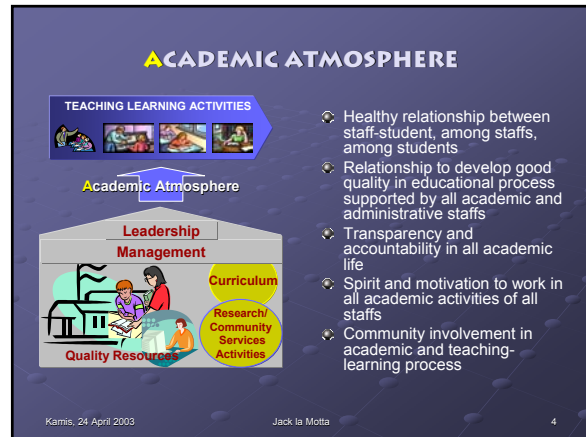 ACADEMIC ATMOSPHERE
TEACHING LEARNING ACTIVITIES
Academic Atmosphere
Leadership
Management
Curriculum
Research/
Community
Services
Activities
Quality Resources
Healthy relationship between
staff-student, among staffs,
among students
Relationship to develop good
quality in educational process
supported by all academic and
administrative staffs
Transparency and
accountability in all academic
life
Spirit and motivation to work in
all academic activities of all
staffs
Community involvement in
academic and teaching-
learning process
Kamis, 24 April 2003
Jack la Motta
4